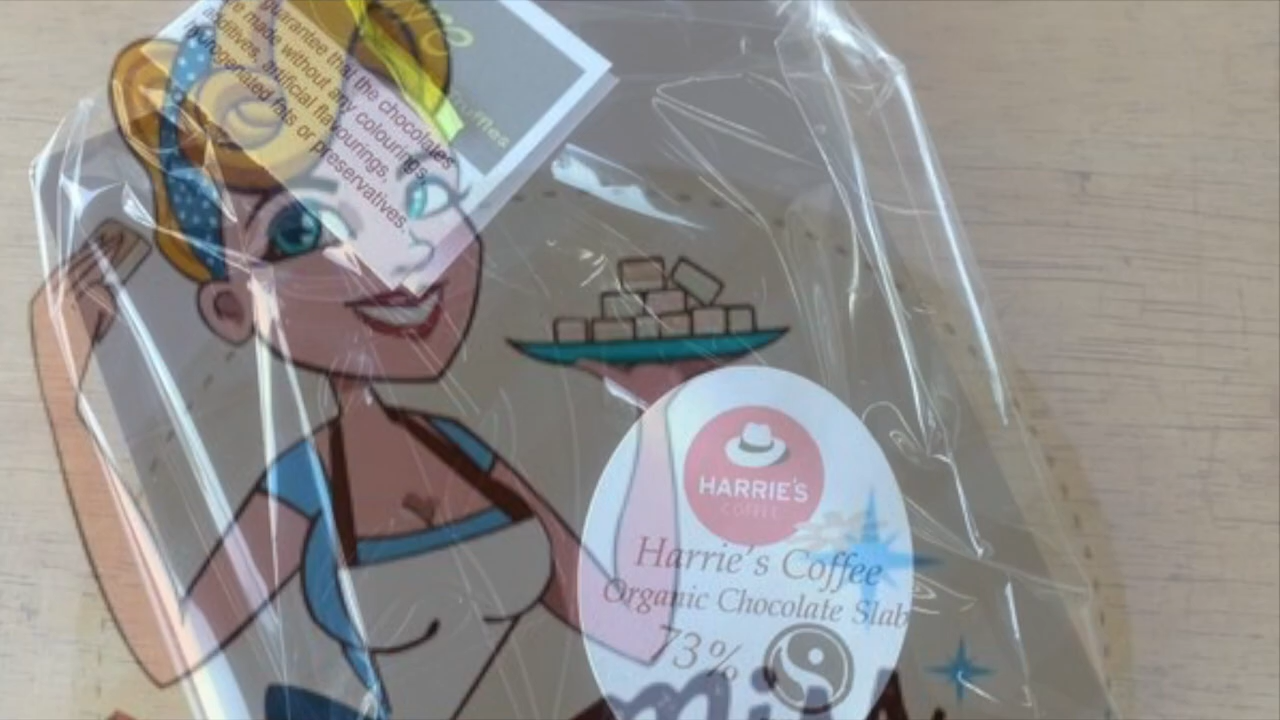 guarantee that the chocolates
are made without any colourings,
additives, artificial flavourings,
hydrogenated fats or preservatives.
HARRIE'S
COFFEE
Harrie's Coffee
Organic Chocolate Slab
73%